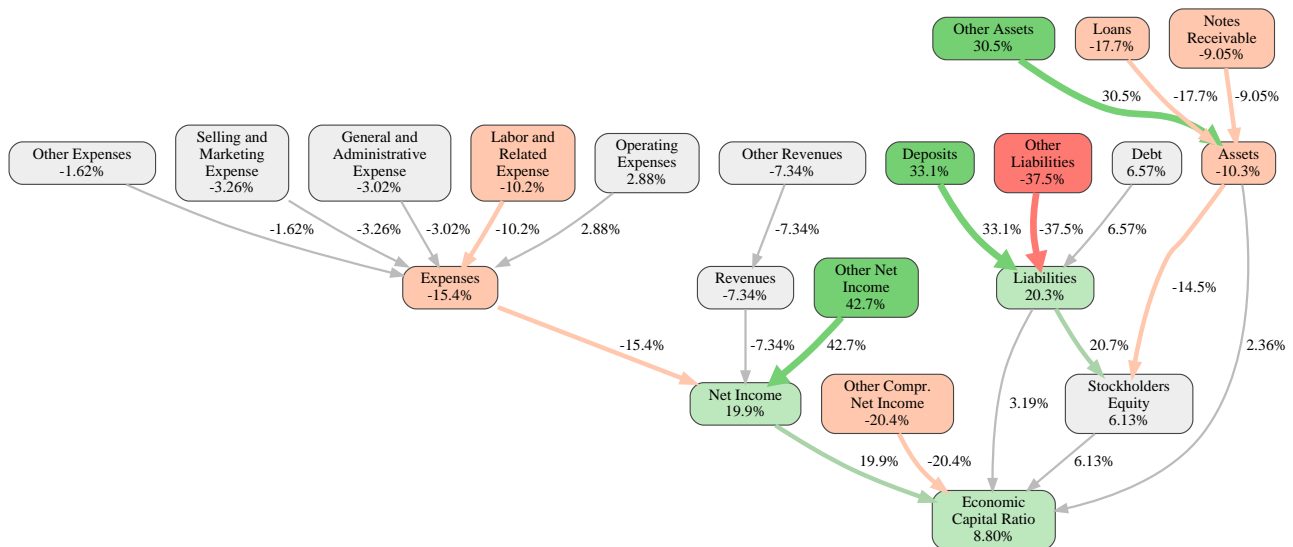 Other Assets
30.5%
Loans
-17.7%
Notes
Receivable
-9.05%
30.5%
-17.7%
-9.05%
Other Expenses
-1.62%
Selling and
Marketing
Expense
-3.26%
General and
Administrative
Expense
-3.02%
Labor and
Related
Expense
-10.2%
Operating
Expenses
2.88%
Other Revenues
-7.34%
Deposits
33.1%
Other
Liabilities
-37.5%
Debt
6.57%
Assets
-10.3%
-1.62%
-3.26%
-3.02%
-10.2%
2.88%
-7.34%
33.1%
-37.5%
6.57%
Expenses
-15.4%
Revenues
-7.34%
Other Net
Income
42.7%
Liabilities
20.3%
-14.5%
-15.4%
-7.34%
42.7%
20.7%
2.36%
Net Income
19.9%
Other Compr.
Net Income
-20.4%
3.19%
Stockholders
Equity
6.13%
19.9%
-20.4%
6.13%
Economic
Capital Ratio
8.80%